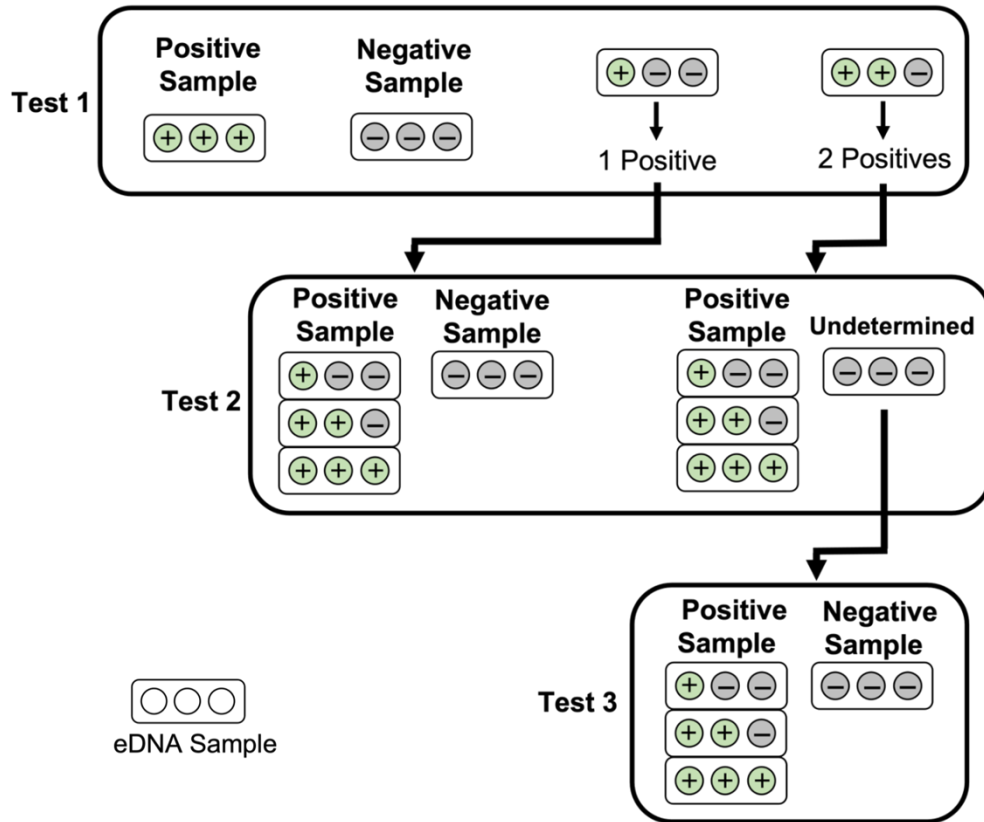 Positive
Sample
Negative
Sample
Test 1
+ + +
− − −
+ − −
+ + −
1 Positive
2 Positives
Positive
Sample
Negative
Sample
Positive
Sample
Undetermined
Test 2
+ − −
+ + −
+ + +
− − −
+ − −
+ + −
+ + +
− − −
Positive
Sample
Negative
Sample
Test 3
+ − −
+ + −
+ + +
− − −
eDNA Sample